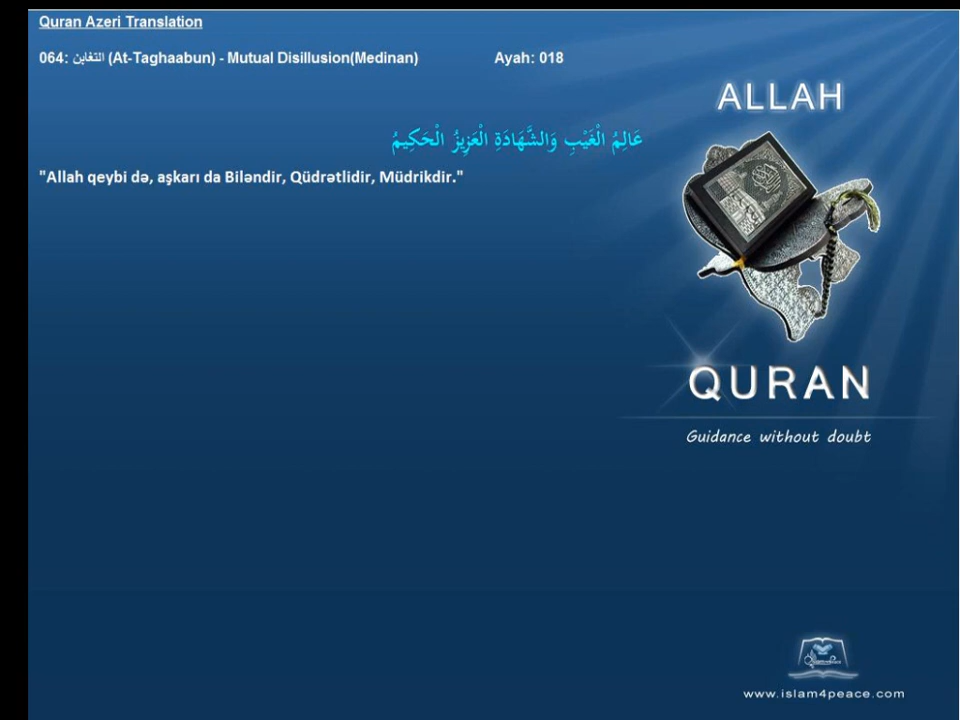 Quran Azeri Translation
064: التغابن (At-Taghaabun) - Mutual Disillusion(Medinan) Ayah: 018
ALLAH
عَالِمُ الْغَيْبِ وَالشَّهَادَةِ الْعَزِيزُ الْحَكِيمُ
"Allah qeybi də, aşkarı da Biləndir, Qüdrətlidir, Müdrikdir."
QURAN
Guidance without doubt
www.islam4peace.com